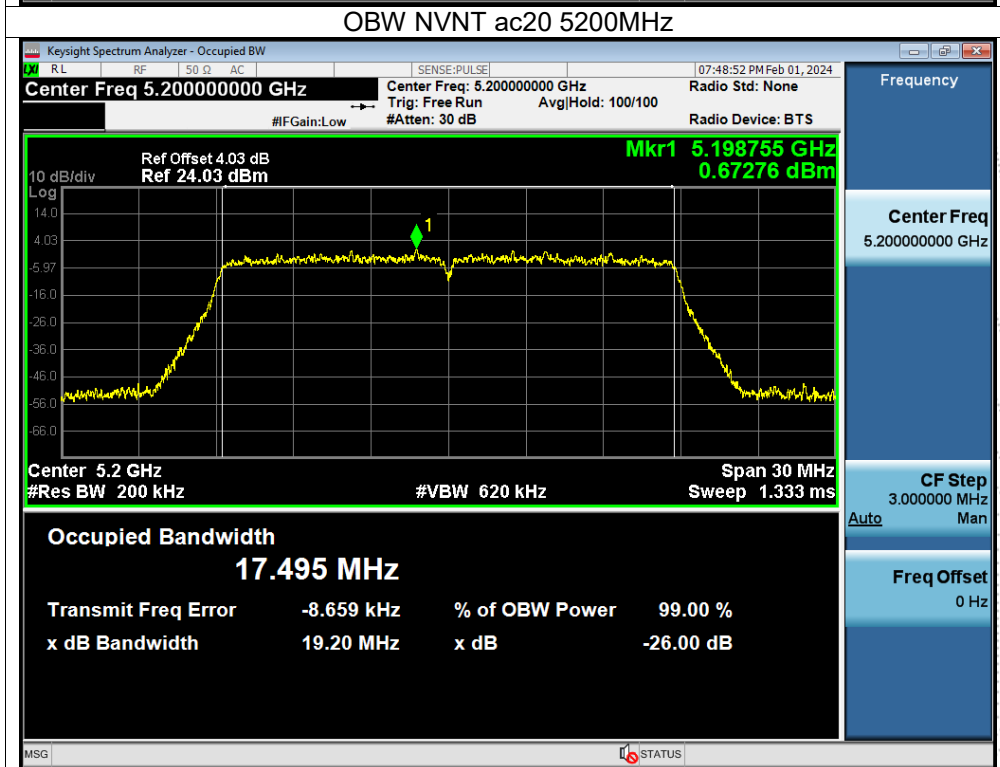 OBW NVNT ac20 5200MHz
Keysight Spectrum Analyzer - Occupied BW
LXI RL RF 50 Ω AC SENSE:PULSE 07:48:52 PM Feb 01, 2024
Center Freq 5.200000000 GHz Center Freq: 5.200000000 GHz Radio Std: None
Trig: Free Run Avg|Hold: 100/100
#IFGain:Low #Atten: 30 dB Radio Device: BTS
Frequency
Mkr1 5.198755 GHz
0.67276 dBm
Ref Offset 4.03 dB
10 dB/div Ref 24.03 dBm
Log
14.0
1
4.03
-5.97
-16.0
-26.0
-36.0
-46.0
-56.0
-66.0
Center 5.2 GHz Span 30 MHz
#Res BW 200 kHz #VBW 620 kHz Sweep 1.333 ms
Center Freq
5.200000000 GHz
CF Step
3.000000 MHz
Auto Man
Freq Offset
0 Hz
Occupied Bandwidth
17.495 MHz
Transmit Freq Error -8.659 kHz % of OBW Power 99.00 %
x dB Bandwidth 19.20 MHz x dB -26.00 dB
MSG STATUS